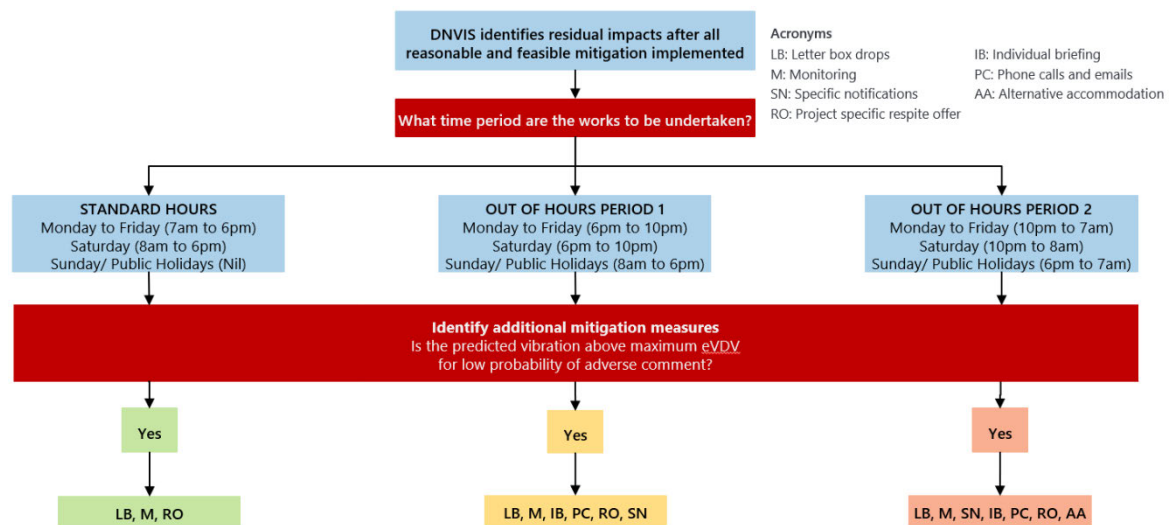 DNVIS identifies residual impacts after all
reasonable and feasible mitigation implemented
Acronyms
LB: Letter box drops
IB: Individual briefing
M: Monitoring
PC: Phone calls and emails
SN: Specific notifications
AA: Alternative accommodation
RO: Project specific respite offer
What time period are the works to be undertaken?
STANDARD HOURS
Monday to Friday (7am to 6pm)
Saturday (8am to 6pm)
Sunday/ Public Holidays (Nil)
OUT OF HOURS PERIOD 1
Monday to Friday (6pm to 10pm)
Saturday (6pm to 10pm)
Sunday/ Public Holidays (8am to 6pm)
OUT OF HOURS PERIOD 2
Monday to Friday (10pm to 7am)
Saturday (10pm to 8am)
Sunday/ Public Holidays (6pm to 7am)
Identify additional mitigation measures
Is the predicted vibration above maximum eVDV
for low probability of adverse comment?
Yes
Yes
Yes
LB, M, RO
LB, M, IB, PC, RO, SN
LB, M, SN, IB, PC, RO, AA